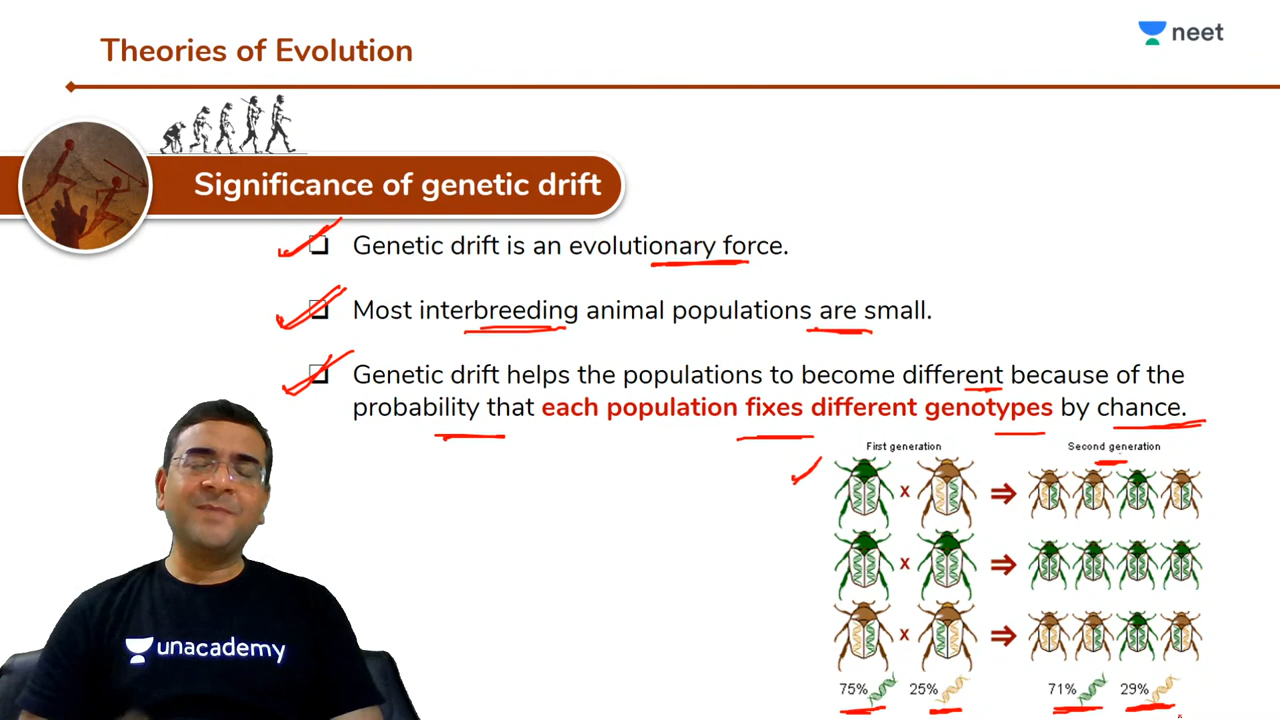 Theories of Evolution
neet
Significance of genetic drift
Genetic drift is an evolutionary force.
Most interbreeding animal populations are small.
Genetic drift helps the populations to become different because of the
probability that each population fixes different genotypes by chance.
First generation
Second generation
x
x
x
75%
25%
71%
29%
unacademy